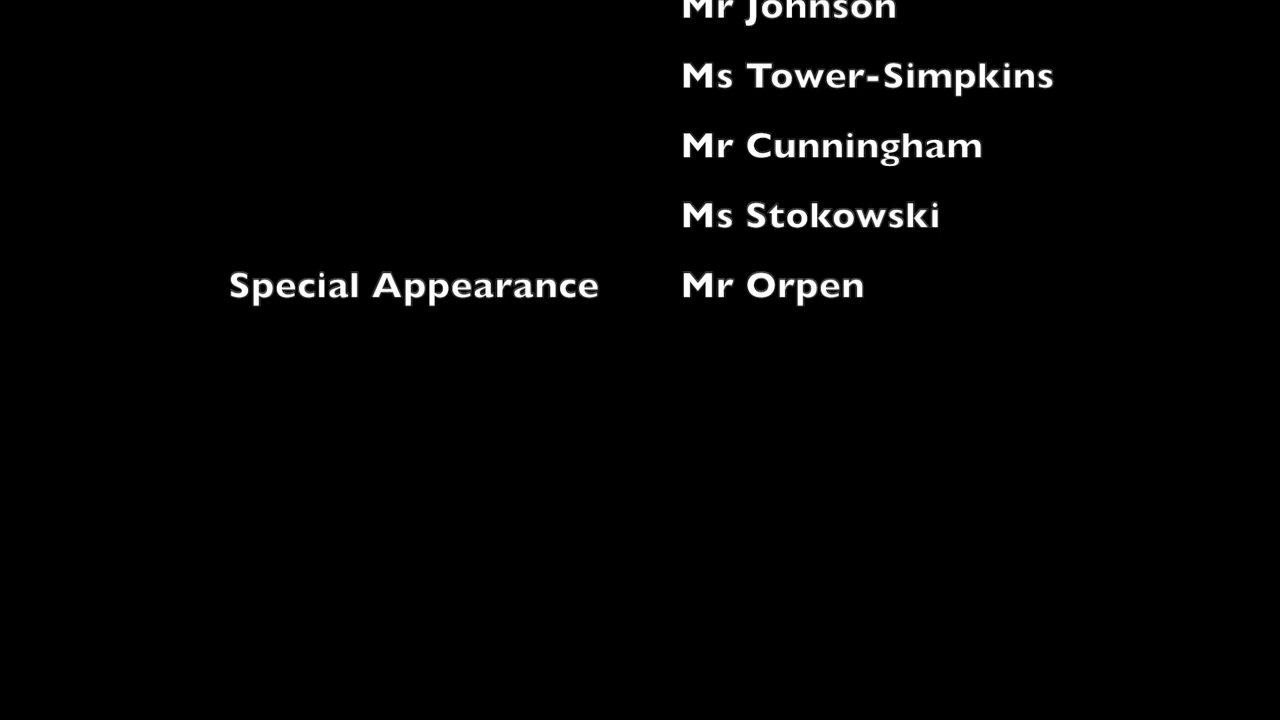 Mr Johnson
Ms Tower-Simpkins
Mr Cunningham
Ms Stokowski
Special Appearance Mr Orpen